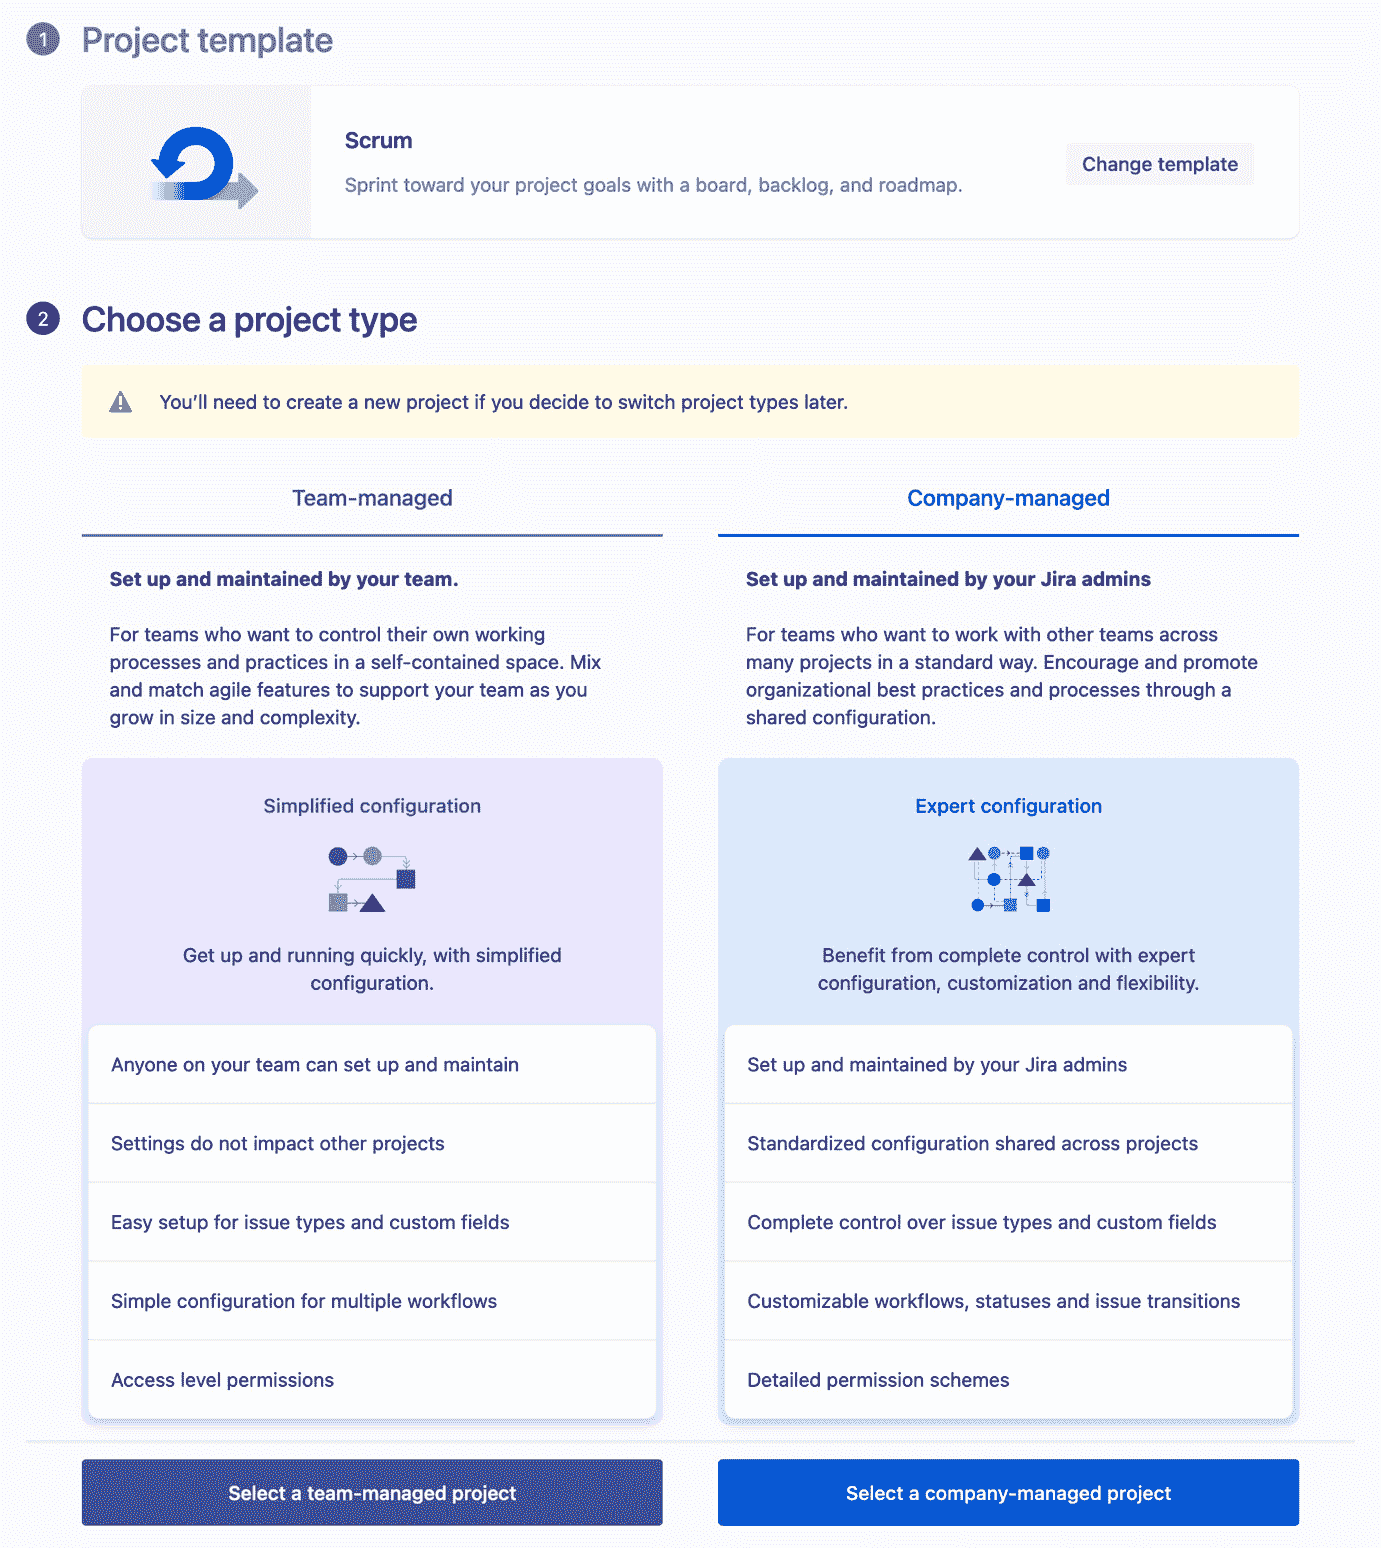 1 Project template
Scrum
Sprint toward your project goals with a board, backlog, and roadmap.
Change template
2 Choose a project type
You'll need to create a new project if you decide to switch project types later.
Team-managed
Set up and maintained by your team.
For teams who want to control their own working
processes and practices in a self-contained space. Mix
and match agile features to support your team as you
grow in size and complexity.
Simplified configuration
Get up and running quickly, with simplified
configuration.
Anyone on your team can set up and maintain
Settings do not impact other projects
Easy setup for issue types and custom fields
Simple configuration for multiple workflows
Access level permissions
Select a team-managed project
Company-managed
Set up and maintained by your Jira admins
For teams who want to work with other teams across
many projects in a standard way. Encourage and promote
organizational best practices and processes through a
shared configuration.
Expert configuration
Benefit from complete control with expert
configuration, customization and flexibility.
Set up and maintained by your Jira admins
Standardized configuration shared across projects
Complete control over issue types and custom fields
Customizable workflows, statuses and issue transitions
Detailed permission schemes
Select a company-managed project